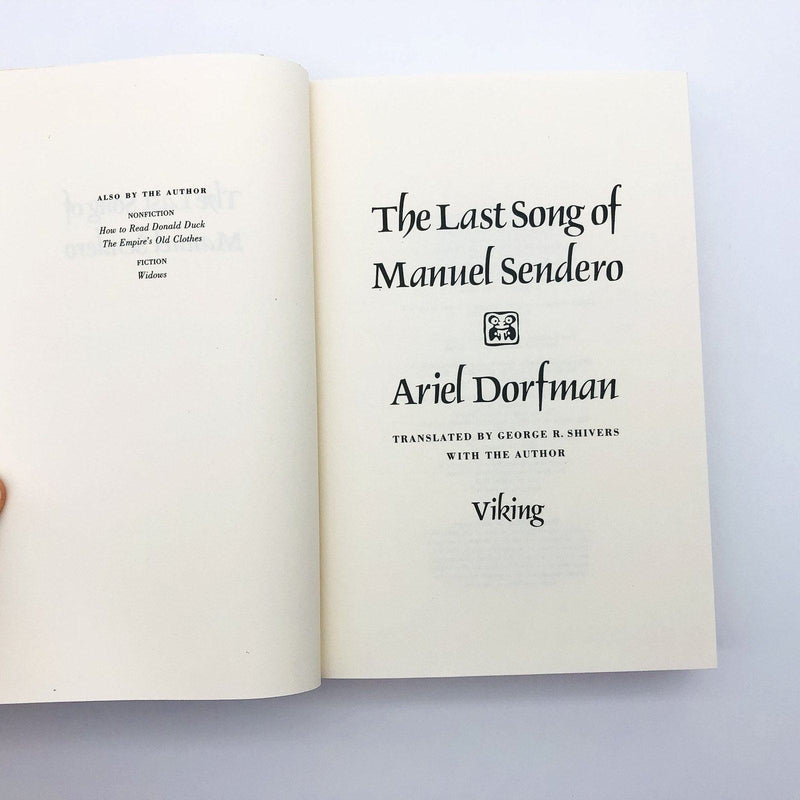 ALSO BY THE AUTHOR
NONFICTION
How to Read Donald Duck
The Empire's Old Clothes
FICTION
Widows
The Last Song of
Manuel Sendero
Ariel Dorfman
TRANSLATED BY GEORGE R. SHIVERS
WITH THE AUTHOR
Viking